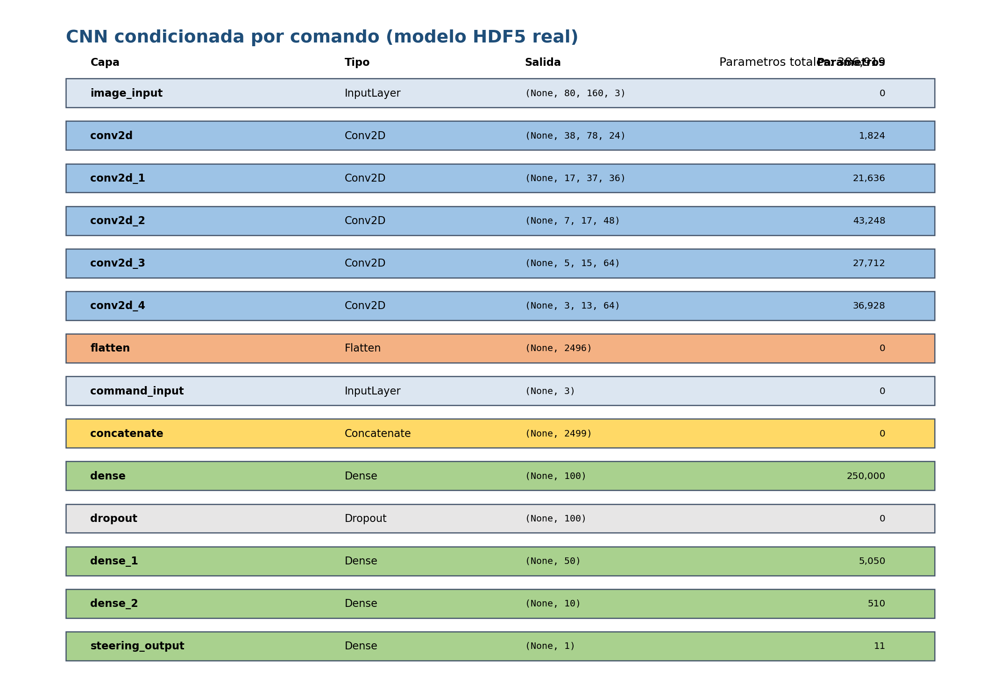 CNN condicionada por comando (modelo HDF5 real)
Capa Tipo Salida Parametros totales: 386,919 Parametros
image_input InputLayer (None, 80, 160, 3) 0
conv2d Conv2D (None, 38, 78, 24) 1,824
conv2d_1 Conv2D (None, 17, 37, 36) 21,636
conv2d_2 Conv2D (None, 7, 17, 48) 43,248
conv2d_3 Conv2D (None, 5, 15, 64) 27,712
conv2d_4 Conv2D (None, 3, 13, 64) 36,928
flatten Flatten (None, 2496) 0
command_input InputLayer (None, 3) 0
concatenate Concatenate (None, 2499) 0
dense Dense (None, 100) 250,000
dropout Dropout (None, 100) 0
dense_1 Dense (None, 50) 5,050
dense_2 Dense (None, 10) 510
steering_output Dense (None, 1) 11